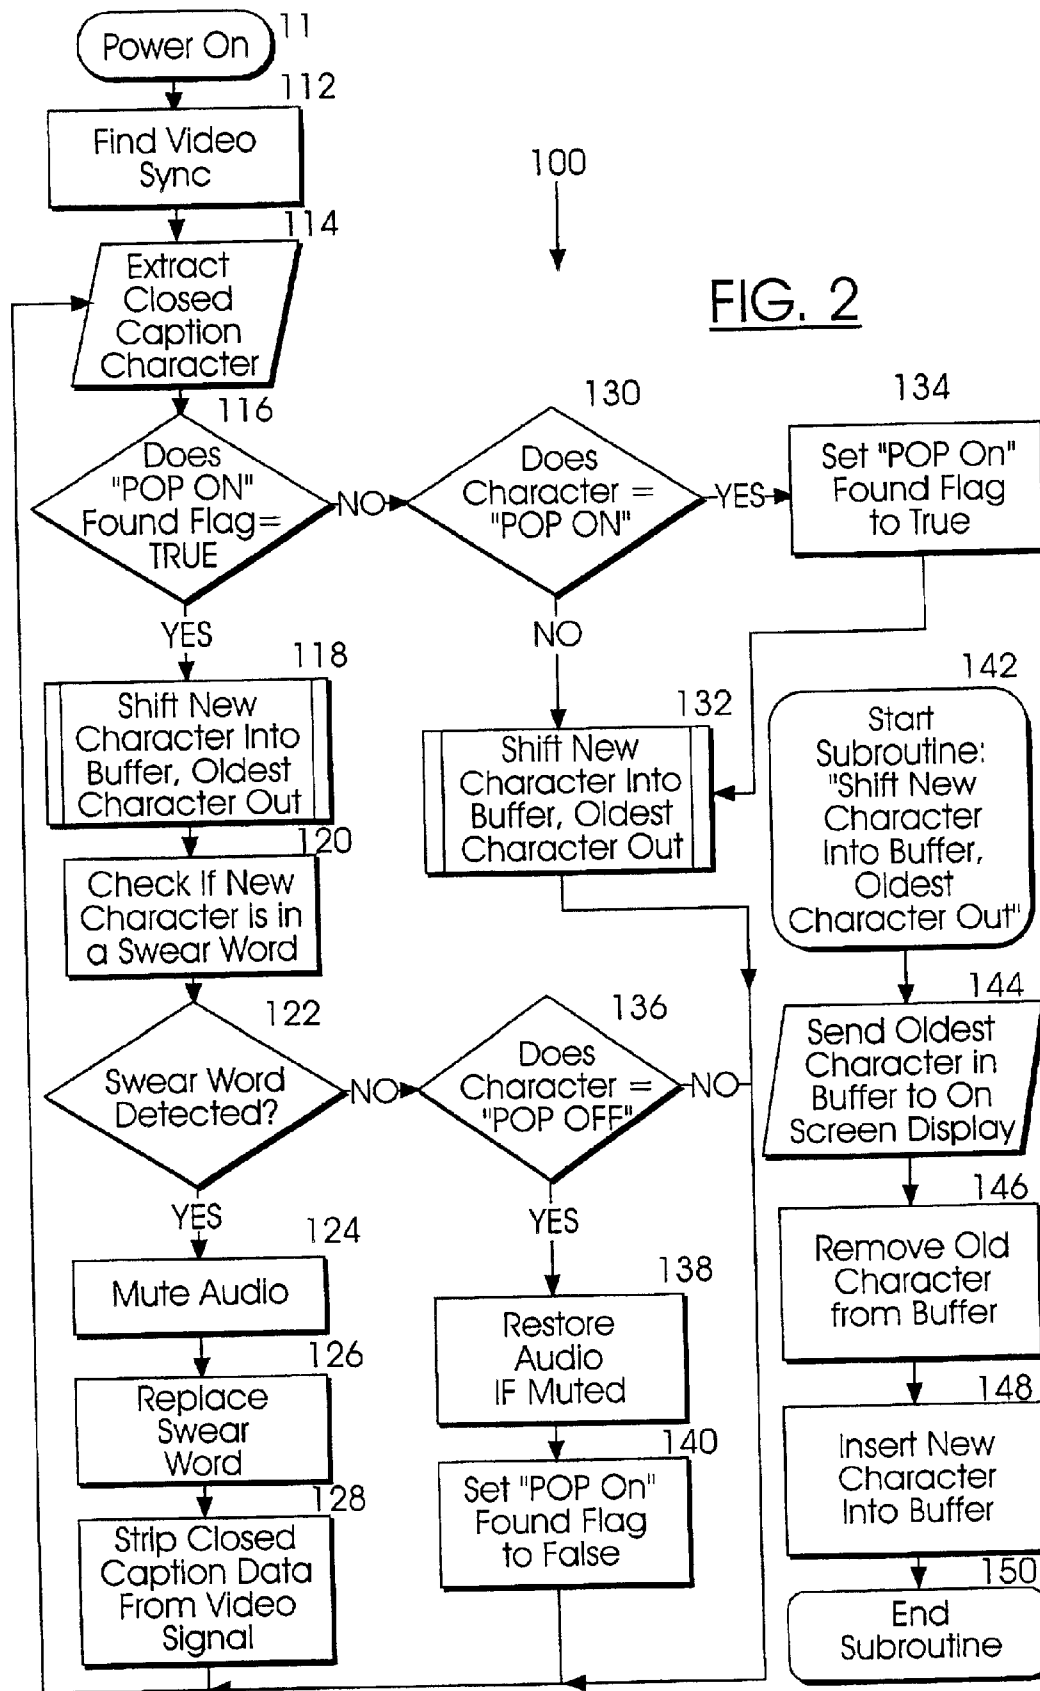 11
Power On
112
Find Video
Sync
114
Extract
Closed
Caption
Character
100
FIG. 2
116
Does
"POP ON"
Found Flag=
TRUE
NO
YES
130
Does
Character =
"POP ON"
YES
NO
134
Set "POP On"
Found Flag
to True
118
Shift New
Character Into
Buffer, Oldest
Character Out
132
Shift New
Character Into
Buffer, Oldest
Character Out
120
Check If New
Character is in
a Swear Word
122
Swear Word
Detected?
NO
YES
136
Does
Character =
"POP OFF"
NO
YES
124
Mute Audio
126
Replace
Swear
Word
128
Strip Closed
Caption Data
From Video
Signal
138
Restore
Audio
IF Muted
140
Set "POP On"
Found Flag
to False
142
Start
Subroutine:
"Shift New
Character
Into Buffer,
Oldest
Character Out"
144
Send Oldest
Character in
Buffer to On
Screen Display
146
Remove Old
Character
from Buffer
148
Insert New
Character
Into Buffer
150
End
Subroutine